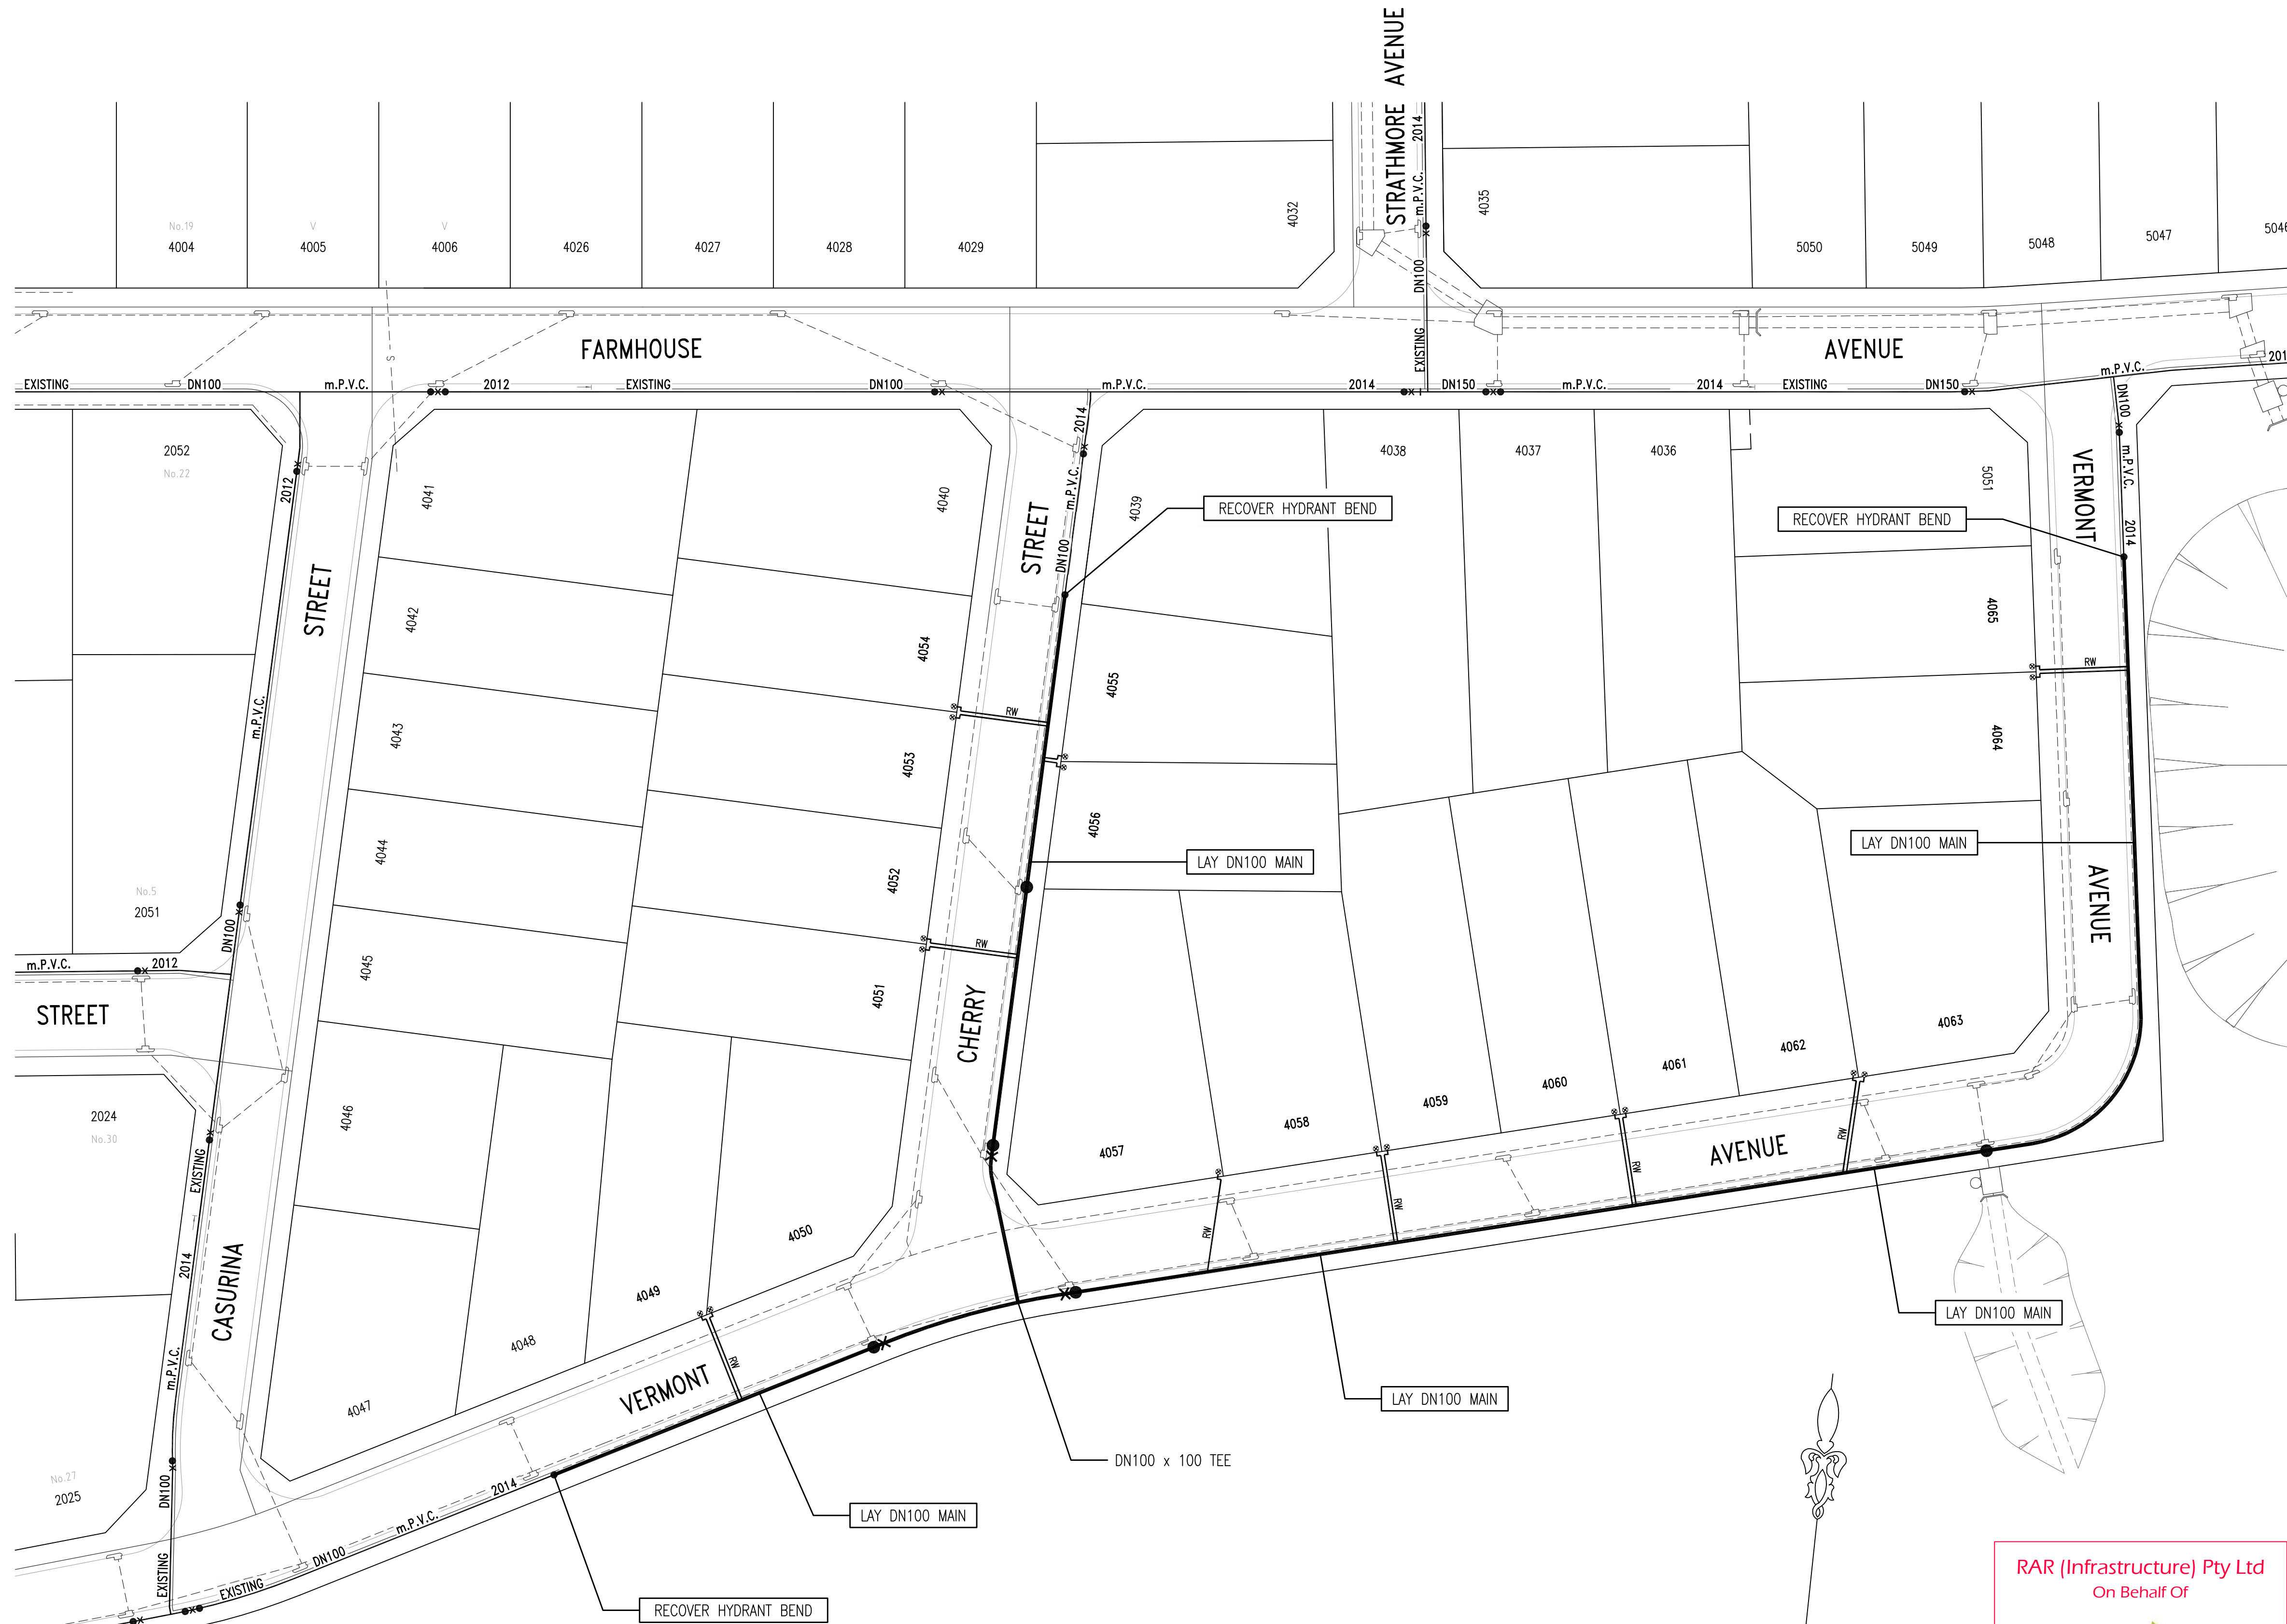 STRATHMORE AVENUE
m.P.V.C. 2014
EXISTING DN100
4032
4035
No.19
4004
V
4005
V
4006
4026
4027
4028
4029
5050
5049
5048
5047
FARMHOUSE
AVENUE
S
EXISTING DN100 m.P.V.C. 2012 EXISTING DN100 m.P.V.C. 2014 DN150 m.P.V.C. 2014 EXISTING DN150 m.P.V.C.
2052
No.22
2012
STREET
4041
4040
STREET
2014
m.P.V.C.
DN100
4039
4038
4037
4036
5051
VERMONT
DN100
m.P.V.C.
2014
RECOVER HYDRANT BEND
RECOVER HYDRANT BEND
4042
4054
4055
4065
RW
RW
m.P.V.C.
4043
4053
4064
4044
4056
LAY DN100 MAIN
LAY DN100 MAIN
4052
No.5
2051
DN100
AVENUE
RW
m.P.V.C. 2012
4045
4051
STREET
CHERRY
4063
4062
4061
4060
4059
4058
4057
2024
No.30
4046
EXISTING
AVENUE
RW
RW
RW
RW
4050
2014
CASURINA
4049
LAY DN100 MAIN
4048
m.P.V.C.
RW
VERMONT
4047
LAY DN100 MAIN
DN100 x 100 TEE
No.27
2025
DN100
EXISTING
2014
m.P.V.C.
DN100
EXISTING
LAY DN100 MAIN
RECOVER HYDRANT BEND
RAR (Infrastructure) Pty Ltd
On Behalf Of